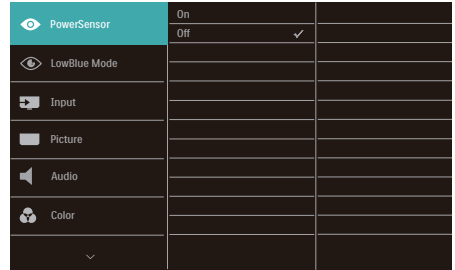 PowerSensor
On
Off
LowBlue Mode
Input
Picture
Audio
Color